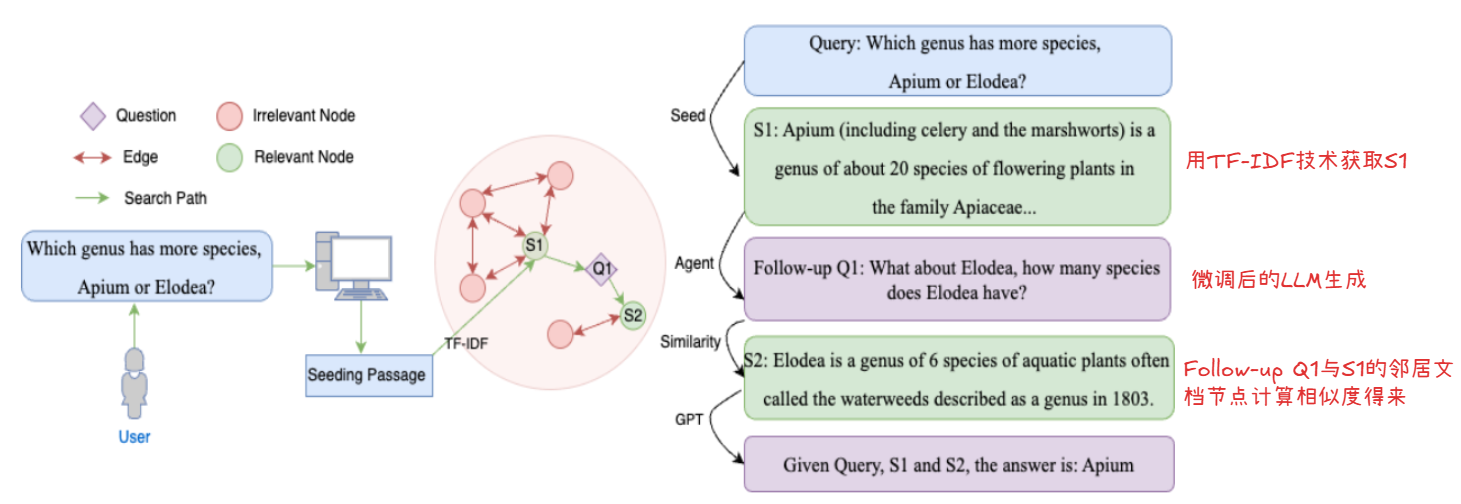 Question
Irrelevant Node
Edge
Relevant Node
Search Path
Which genus has more species,
Apium or Elodea?
User
Seeding Passage
TF-IDF
S1
Q1
S2
Query: Which genus has more species,
Apium or Elodea?
Seed
S1: Apium (including celery and the marshworts) is a
genus of about 20 species of flowering plants in
the family Apiaceae...
用TF-IDF技术获取S1
Agent
Follow-up Q1: What about Elodea, how many species
does Elodea have?
微调后的LLM生成
Similarity
S2: Elodea is a genus of 6 species of aquatic plants often
called the waterweeds described as a genus in 1803.
Follow-up Q1与S1的邻居文
档节点计算相似度得来
GPT
Given Query, S1 and S2, the answer is: Apium